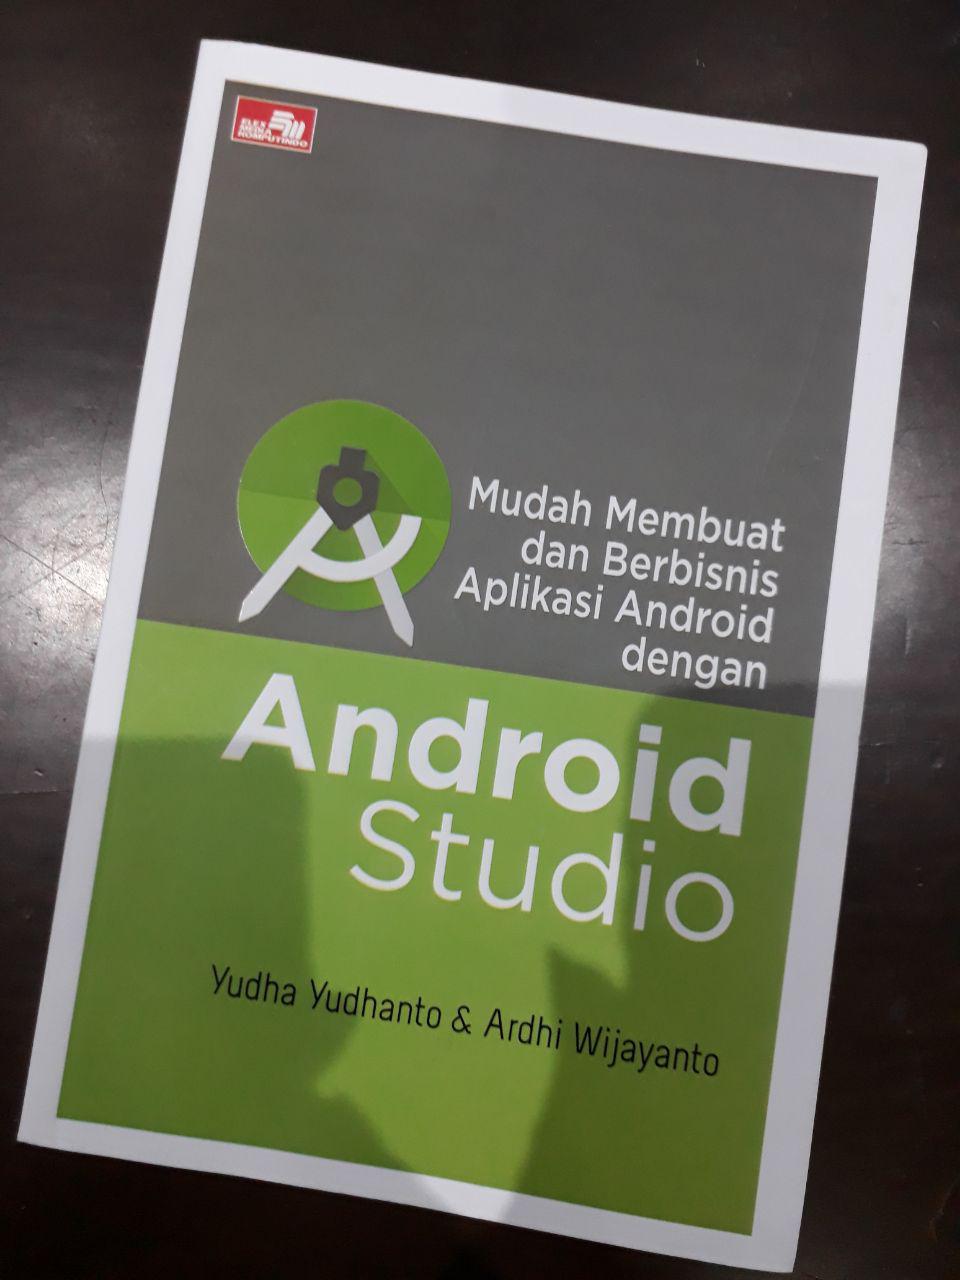 ELEX
MEDIA
KOMPUTINDO
Mudah Membuat
dan Berbisnis
Aplikasi Android
dengan
Android
Studio
Yudha Yudhanto & Ardhi Wijayanto